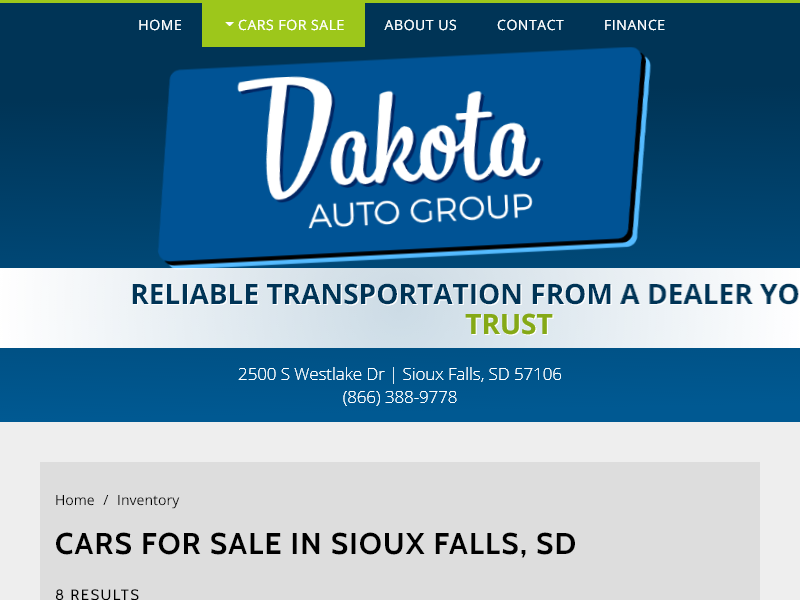 HOME CARS FOR SALE ABOUT US CONTACT FINANCE
Dakota
AUTO GROUP
RELIABLE TRANSPORTATION FROM A DEALER YO
TRUST
2500 S Westlake Dr | Sioux Falls, SD 57106
(866) 388-9778
Home / Inventory
CARS FOR SALE IN SIOUX FALLS, SD
8 RESULTS